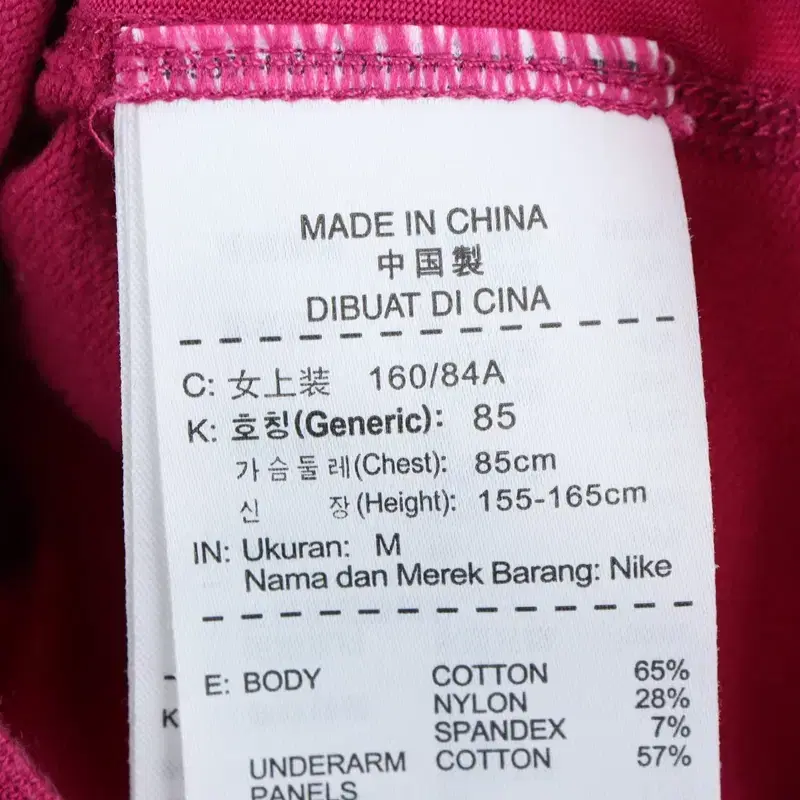 MADE IN CHINA
中国製
DIBUAT DI CINA
C: 女上装 160/84A
K: 호칭(Generic): 85
가슴둘레(Chest): 85cm
신 장(Height): 155-165cm
IN: Ukuran: M
Nama dan Merek Barang: Nike
E: BODY COTTON 65%
NYLON 28%
SPANDEX 7%
UNDERARM COTTON 57%
PANELS
K